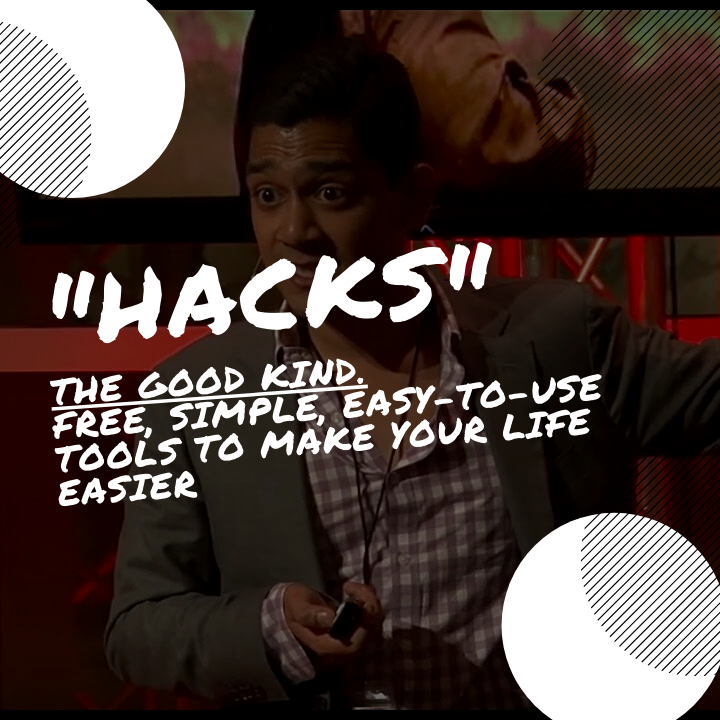 "HACKS"
THE GOOD KIND.
FREE, SIMPLE, EASY-TO-USE
TOOLS TO MAKE YOUR LIFE
EASIER